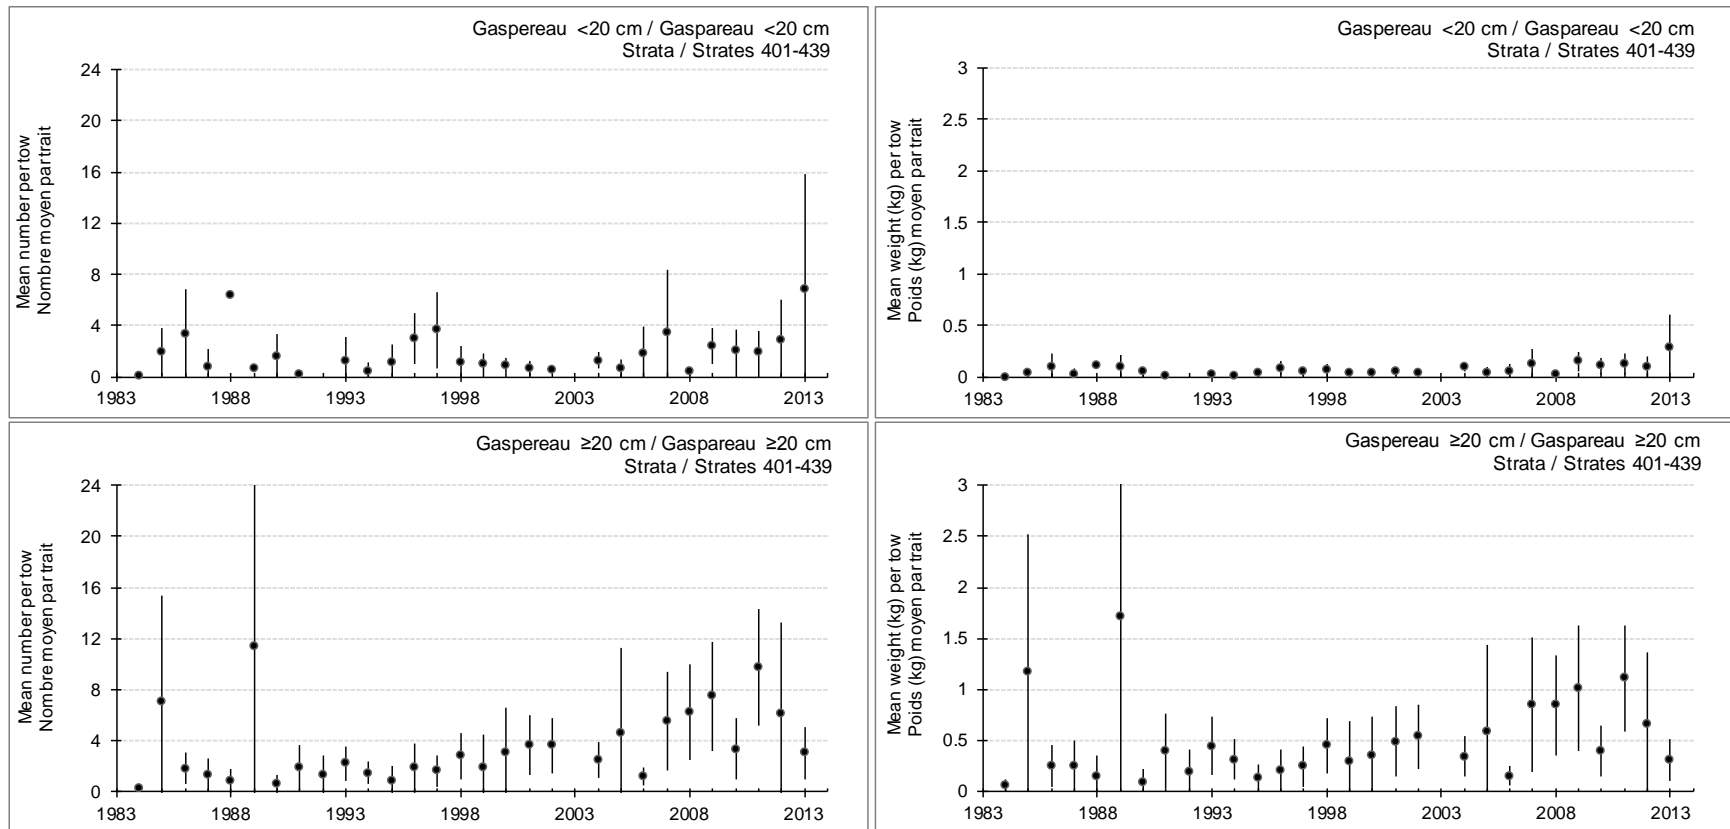 Gaspereau <20 cm / Gaspareau <20 cm
Strata / Strates 401-439
Mean number per tow
Nombre moyen par trait
24
20
16
12
8
4
0
1983 1988 1993 1998 2003 2008 2013
Gaspereau <20 cm / Gaspareau <20 cm
Strata / Strates 401-439
Mean weight (kg) per tow
Poids (kg) moyen par trait
3
2.5
2
1.5
1
0.5
0
1983 1988 1993 1998 2003 2008 2013
Gaspereau ≥20 cm / Gaspareau ≥20 cm
Strata / Strates 401-439
Mean number per tow
Nombre moyen par trait
24
20
16
12
8
4
0
1983 1988 1993 1998 2003 2008 2013
Gaspereau ≥20 cm / Gaspareau ≥20 cm
Strata / Strates 401-439
Mean weight (kg) per tow
Poids (kg) moyen par trait
3
2.5
2
1.5
1
0.5
0
1983 1988 1993 1998 2003 2008 2013